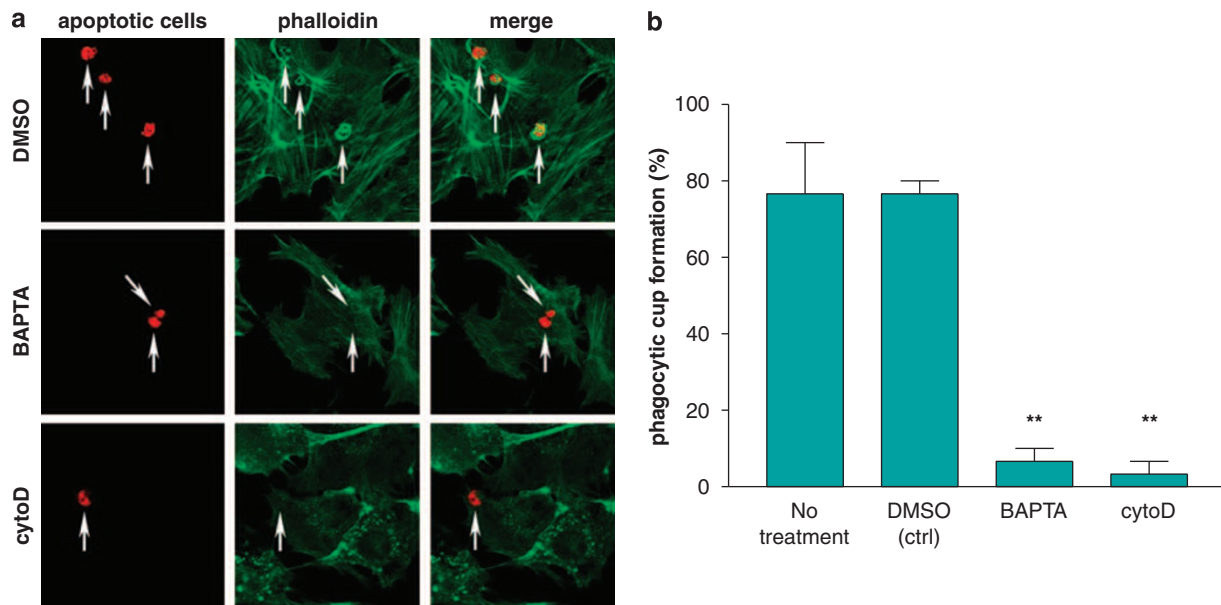 a
apoptotic cells phalloidin merge
DMSO
BAPTA
cytoD
b
phagocytic cup formation (%)
100
80
60
40
20
0
** **
No treatment
DMSO (ctrl)
BAPTA
cytoD